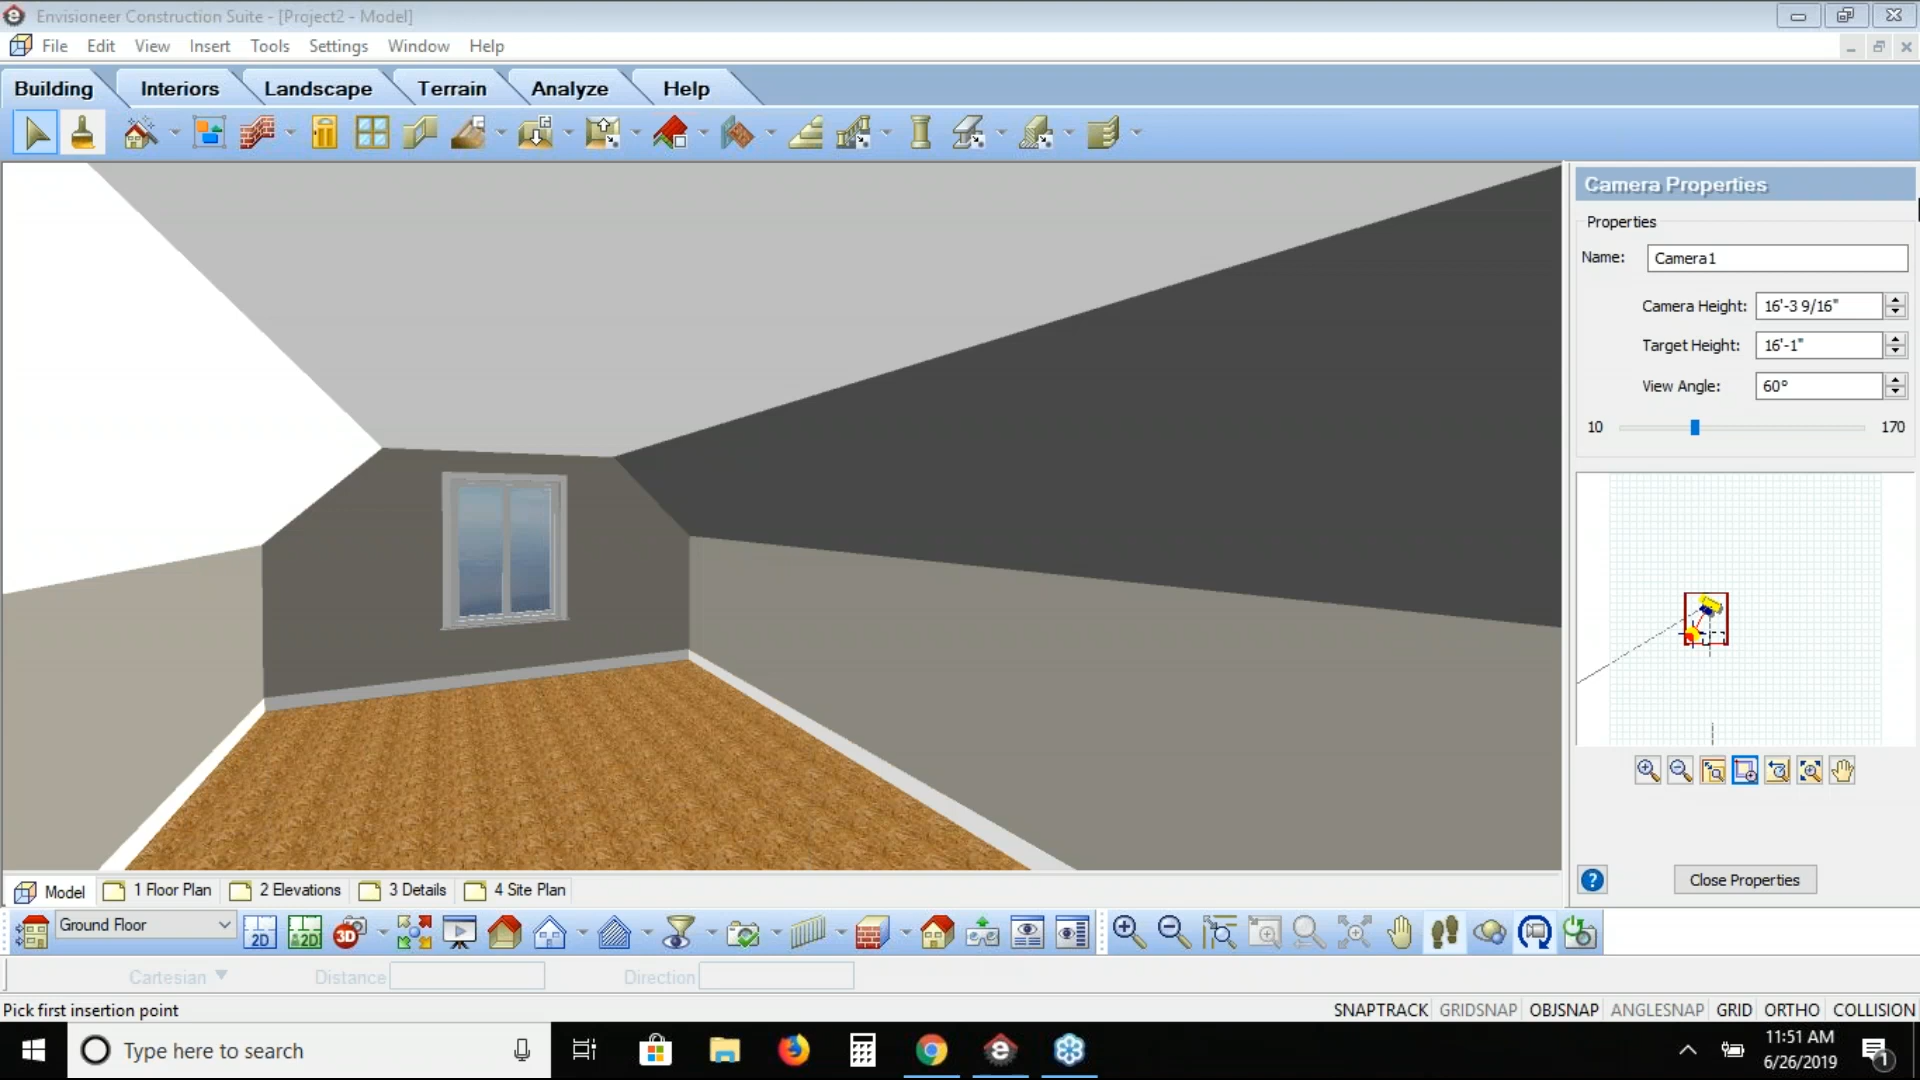 Envisioneer Construction Suite - [Project2 - Model]
File Edit View Insert Tools Settings Window Help
Building Interiors Landscape Terrain Analyze Help
Camera Properties
Properties
Name: Camera1
Camera Height: 16'-3 9/16"
Target Height: 16'-1"
View Angle: 60°
10 170
Close Properties
Model 1 Floor Plan 2 Elevations 3 Details 4 Site Plan
Ground Floor 2D 2D 3D
Cartesian Distance Direction
Pick first insertion point
SNAPTRACK GRIDSNAP OBJSNAP ANGLESNAP GRID ORTHO COLLISION
Type here to search
11:51 AM
6/26/2019
1